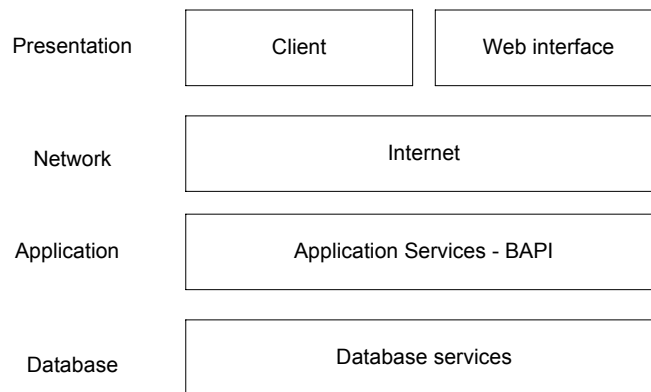 Presentation
Client
Web interface
Network
Internet
Application
Application Services - BAPI
Database
Database services